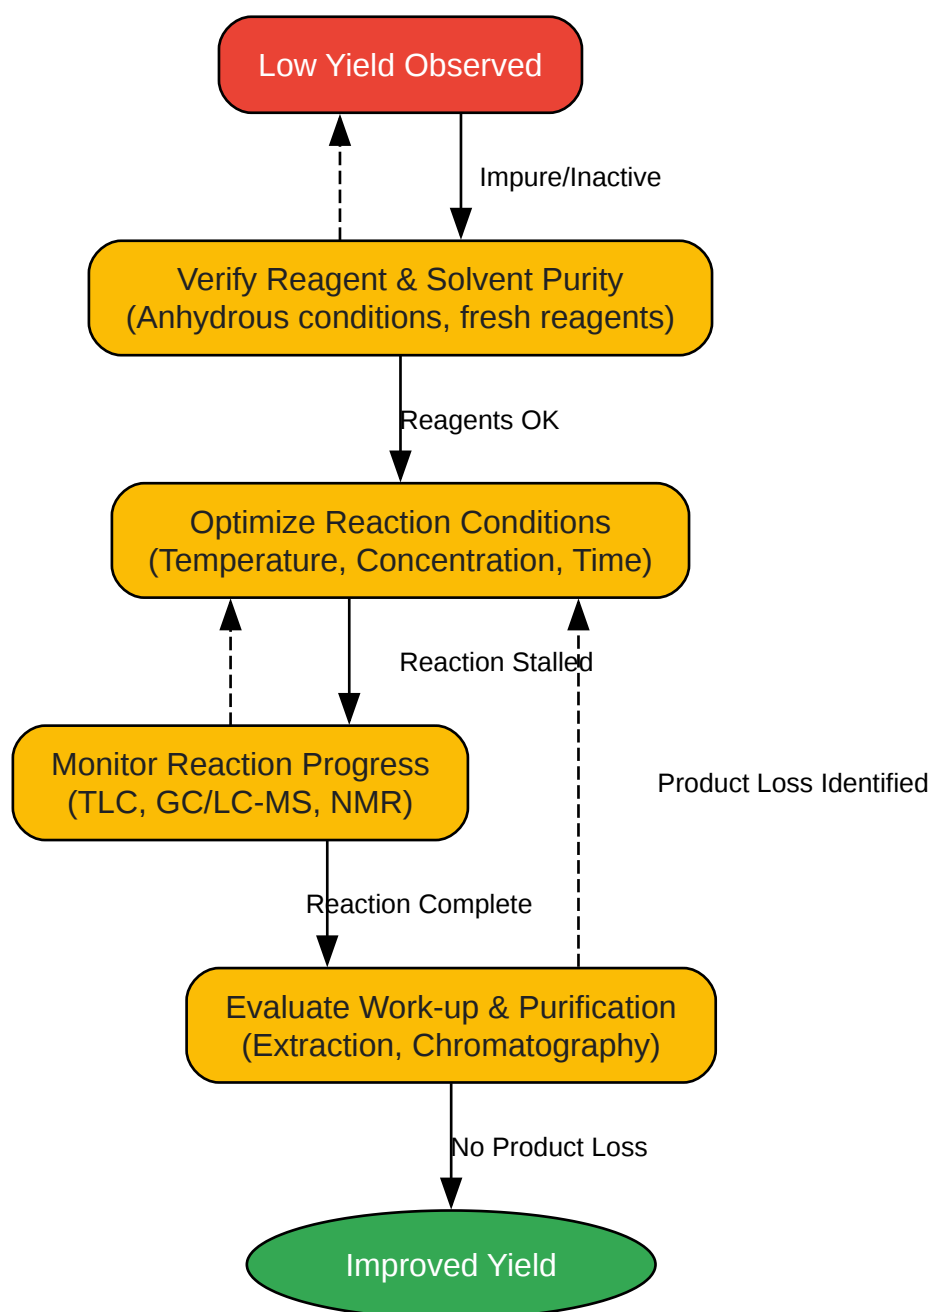 Low Yield Observed
Impure/Inactive
Verify Reagent & Solvent Purity
(Anhydrous conditions, fresh reagents)
Reagents OK
Optimize Reaction Conditions
(Temperature, Concentration, Time)
Reaction Stalled
Monitor Reaction Progress
(TLC, GC/LC-MS, NMR)
Product Loss Identified
Reaction Complete
Evaluate Work-up & Purification
(Extraction, Chromatography)
No Product Loss
Improved Yield